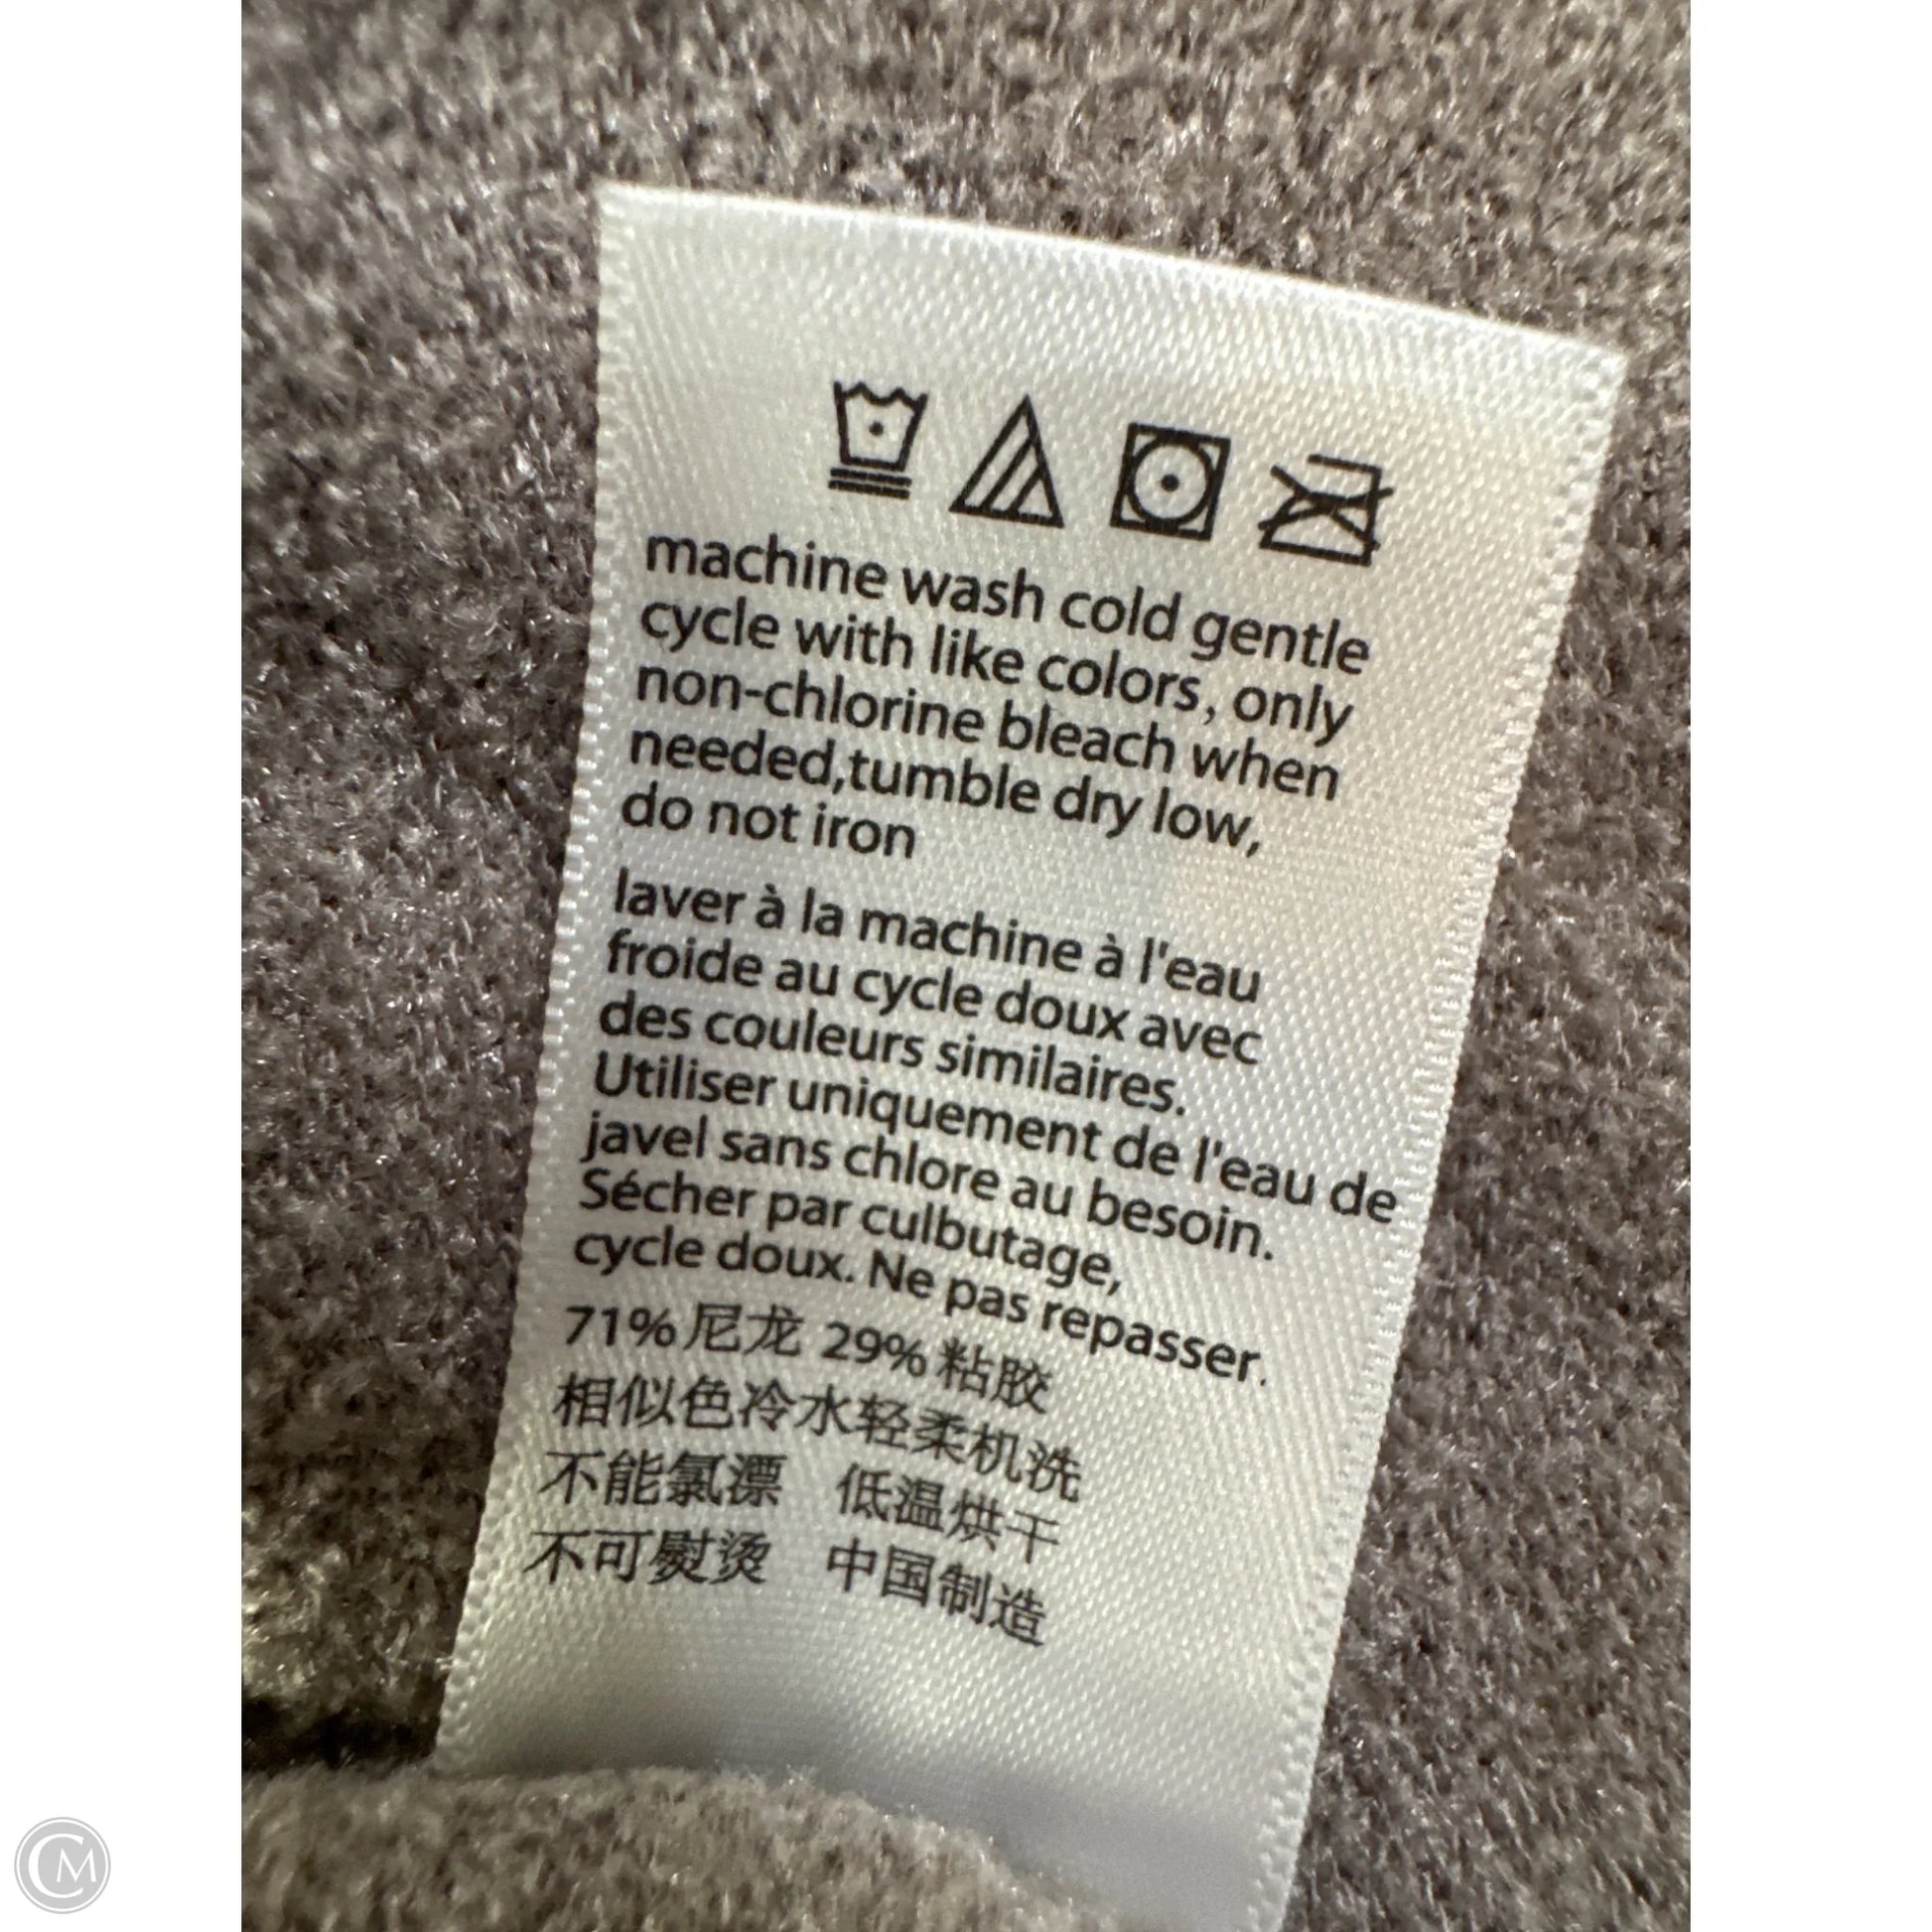 machine wash cold gentle
cycle with like colors, only
non-chlorine bleach when
needed,tumble dry low,
do not iron
laver à la machine à l'eau
froide au cycle doux avec
des couleurs similaires.
Utiliser uniquement de l'eau de
javel sans chlore au besoin.
Sécher par culbutage,
cycle doux. Ne pas repasser.
71%尼龙 29%粘胶
相似色冷水轻柔机洗
不能氯漂 低温烘干
不可熨烫 中国制造
CM